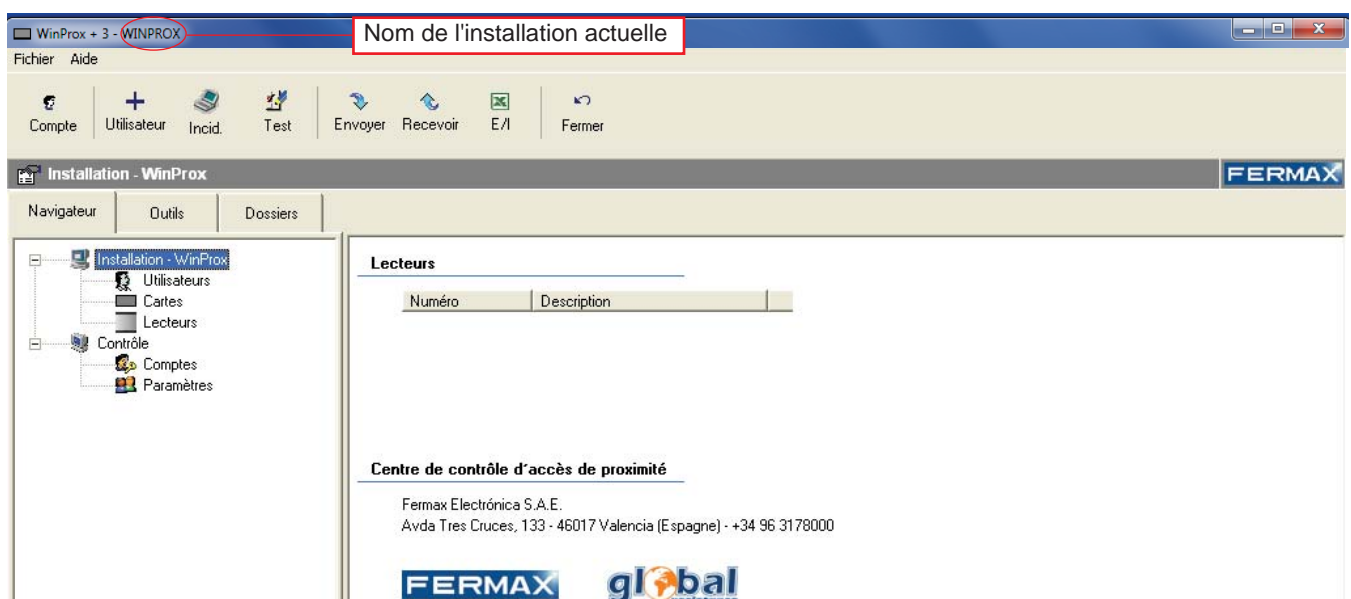 WinProx + 3 - WINPROX
Nom de l'installation actuelle
Fichier Aide
Compte Utilisateur Incid. Test Envoyer Recevoir E/I Fermer
Installation - WinProx FERMAX
Navigateur Outils Dossiers
Installation - WinProx
Utilisateurs
Cartes
Lecteurs
Contrôle
Comptes
Paramètres
Lecteurs
Numéro Description
Centre de contrôle d´accès de proximité
Fermax Electrónica S.A.E.
Avda Tres Cruces, 133 - 46017 Valencia (Espagne) - +34 96 3178000
FERMAX global